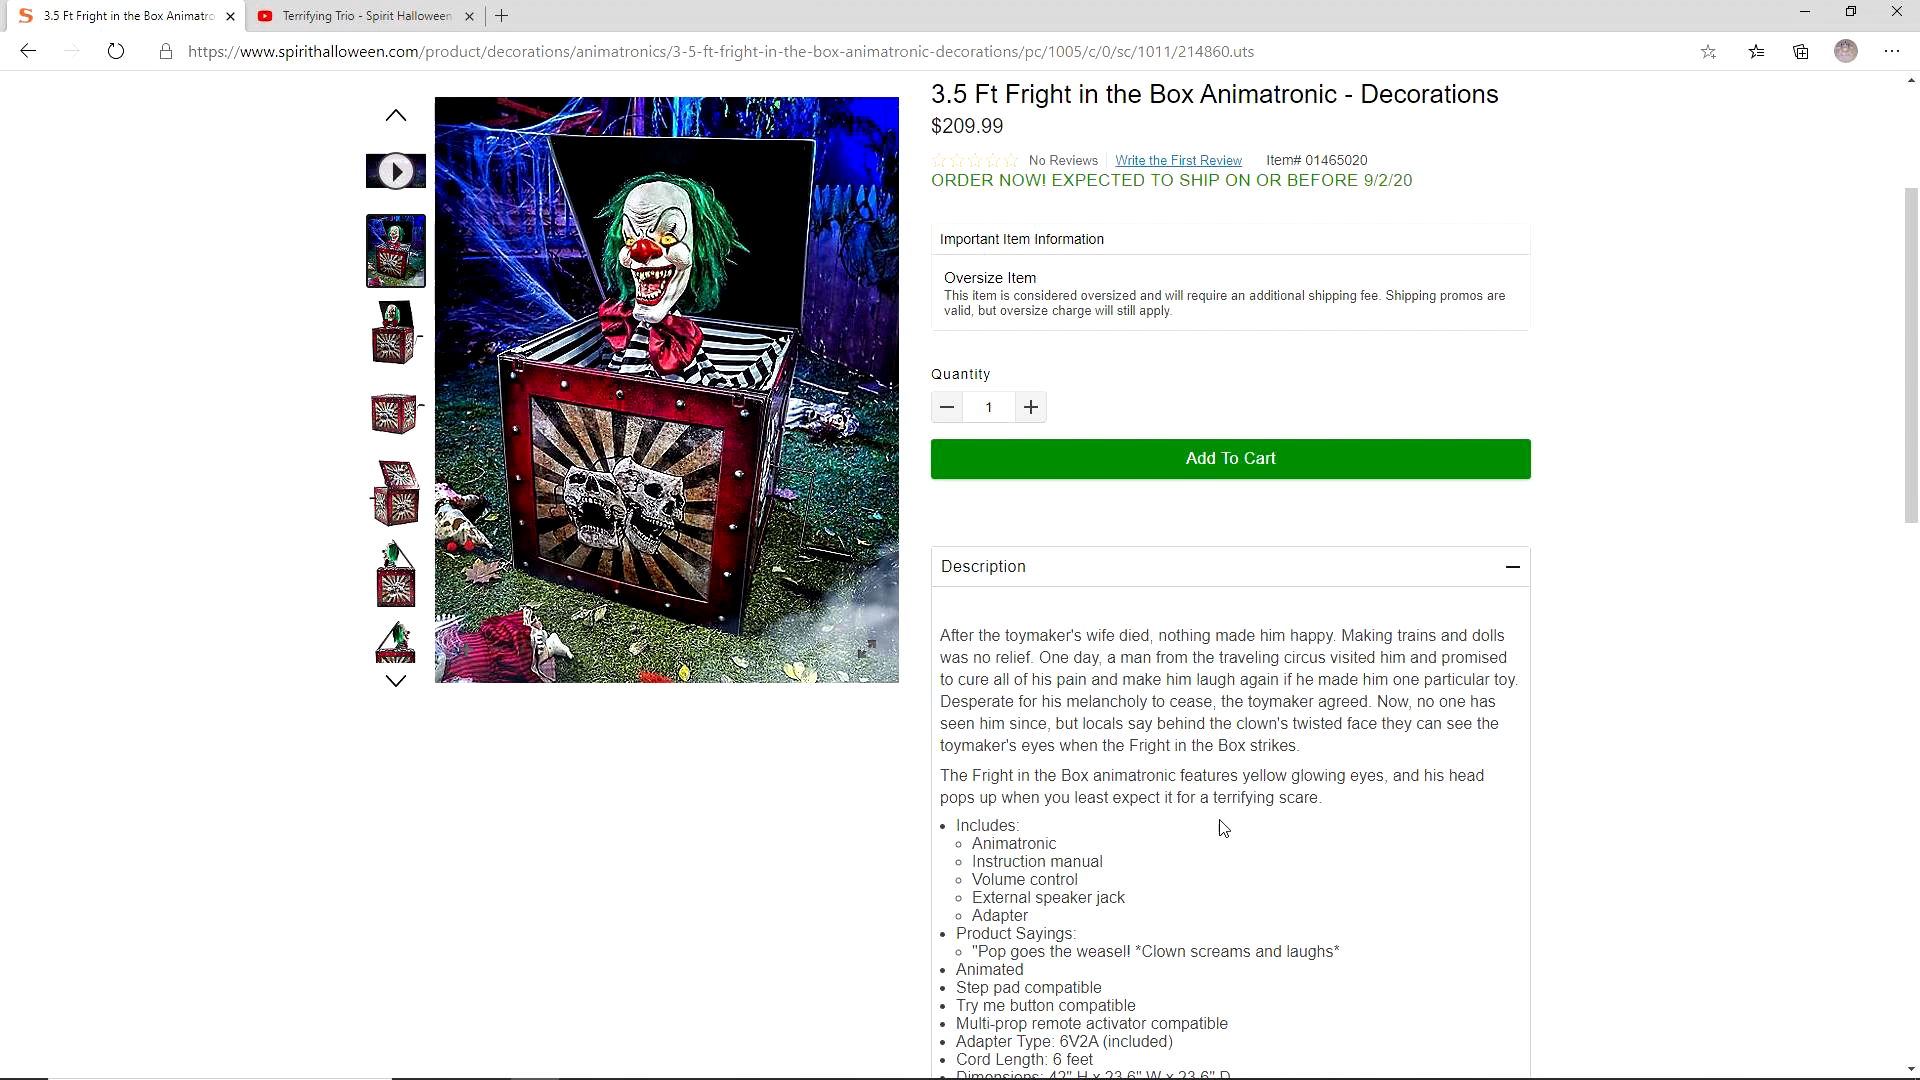 3.5 Ft Fright in the Box Animatro
Terrifying Trio - Spirit Halloween
https://www.spirithalloween.com/product/decorations/animatronics/3-5-ft-fright-in-the-box-animatronic-decorations/pc/1005/c/0/sc/1011/214860.uts
3.5 Ft Fright in the Box Animatronic - Decorations
$209.99
No Reviews Write the First Review Item# 01465020
ORDER NOW! EXPECTED TO SHIP ON OR BEFORE 9/2/20
Important Item Information
Oversize Item
This item is considered oversized and will require an additional shipping fee. Shipping promos are
valid, but oversize charge will still apply.
Quantity
1
Add To Cart
Description
After the toymaker's wife died, nothing made him happy. Making trains and dolls
was no relief. One day, a man from the traveling circus visited him and promised
to cure all of his pain and make him laugh again if he made him one particular toy.
Desperate for his melancholy to cease, the toymaker agreed. Now, no one has
seen him since, but locals say behind the clown's twisted face they can see the
toymaker's eyes when the Fright in the Box strikes.
The Fright in the Box animatronic features yellow glowing eyes, and his head
pops up when you least expect it for a terrifying scare.
Includes:
Animatronic
Instruction manual
Volume control
External speaker jack
Adapter
Product Sayings:
"Pop goes the weasel! *Clown screams and laughs*
Animated
Step pad compatible
Try me button compatible
Multi-prop remote activator compatible
Adapter Type: 6V2A (included)
Cord Length: 6 feet
Dimensions: 42" H x 23.6" W x 23.6" D